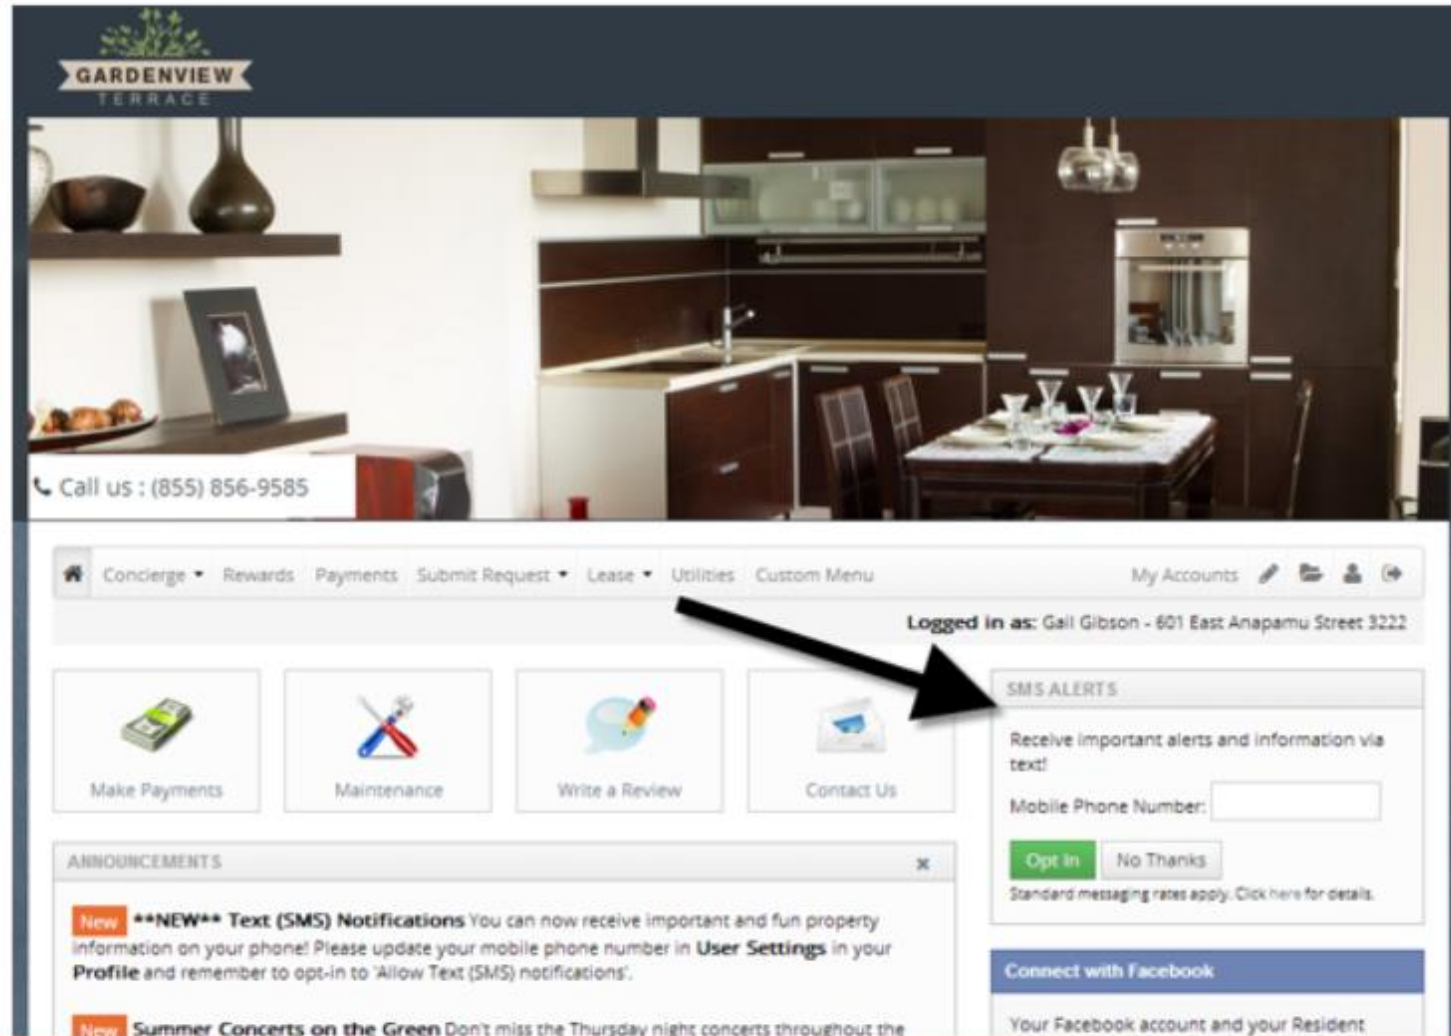 GARDENVIEW
TERRACE
Call us : (855) 856-9585
Concierge Rewards Payments Submit Request Lease Utilities Custom Menu My Accounts
Logged in as: Gail Gibson - 601 East Anapamu Street 3222
Make Payments
Maintenance
Write a Review
Contact Us
SMS ALERTS
Receive important alerts and information via
text!
Mobile Phone Number:
Opt In No Thanks
Standard messaging rates apply. Click here for details.
ANNOUNCEMENTS
New **NEW** Text (SMS) Notifications You can now receive important and fun property
information on your phone! Please update your mobile phone number in User Settings in your
Profile and remember to opt-in to 'Allow Text (SMS) notifications'.
New Summer Concerts on the Green Don't miss the Thursday night concerts throughout the
Connect with Facebook
Your Facebook account and your Resident